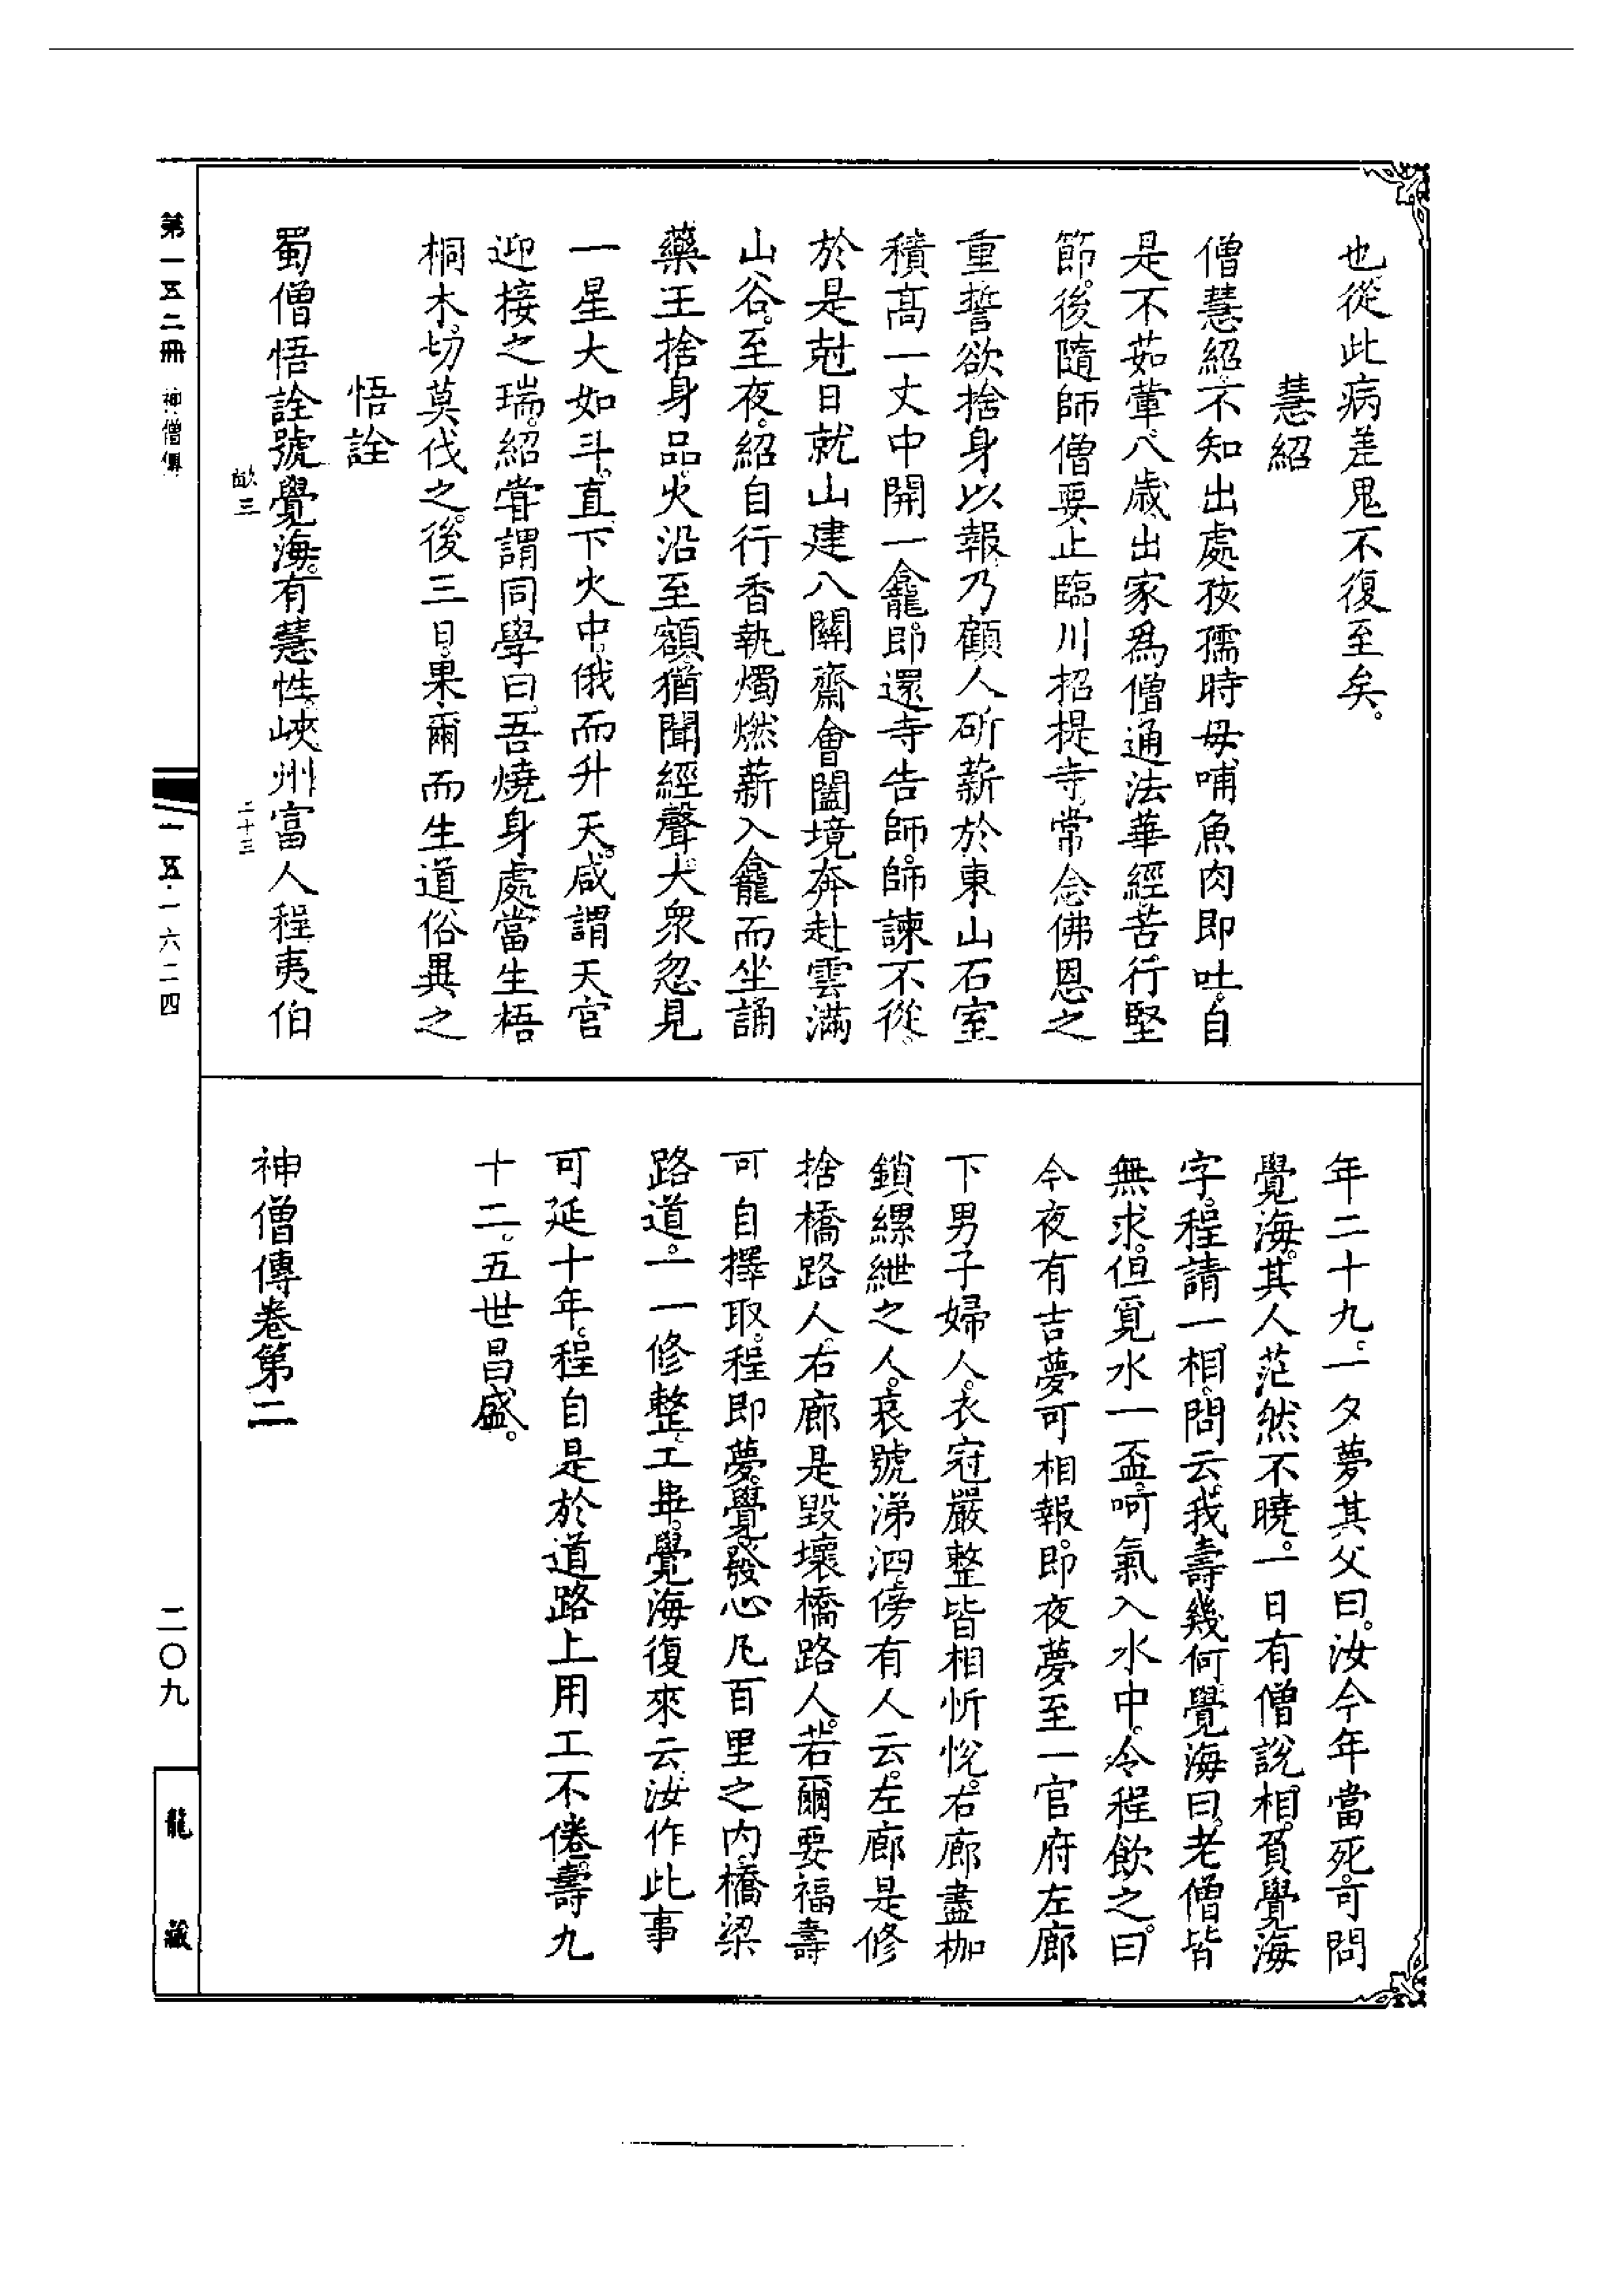 也。從此病差鬼不復至矣。
慧紹
僧慧紹。不知出處。孩孺時母哺魚肉即吐。自
是不茹葷。八歲出家為僧通法華經。苦行堅
節。後隨師僧要止臨川招提寺。常念佛恩之
重誓欲捨身以報。乃顧人斫薪於東山石室
積高一丈中開一龕。即還寺告師。師諫不從。
於是尅日就山建八關齋會闔境奔赴雲滿
山谷。至夜。紹自行香執燭燃薪入龕而坐誦
藥王捨身品。火沿至額猶聞經聲。大眾忽見
一星大如斗。直下火中。俄而升天。咸謂天宮
迎接之瑞。紹嘗謂同學曰。吾燒身處當生梧
桐木。切莫伐之。後三日。果爾而生道俗異之
悟詮
蜀僧悟詮號覺海。有慧性。峽州富人程夷伯
年二十九。一夕夢其父曰。汝今年當死。可問
覺海。其人茫然不曉。一日有僧說相。負覺海
字。程請一相。問云。我壽幾何。覺海曰。老僧皆
無求。但覓水一盃。呵氣入水中。令程飲之。曰
今夜有吉夢可相報。即夜夢至一官府左廊
下男子婦人。衣冠嚴整皆相忻悅。右廊盡枷
鎖縲紲之人。哀號涕泗。傍有人云。左廊是修
捨橋路人。右廊是毀壞橋路人。若爾要福壽
可自擇取。程即夢覺。發心凡百里之內。橋梁
路道。一一修整。工畢。覺海復來云。汝作此事
可延十年。程自是於道路上用工不倦。壽九
十二。五世昌盛。
神僧傳卷第二
畝三
二十三
第一五二冊 神僧傳
一五二·一六二四
二〇九
龍藏